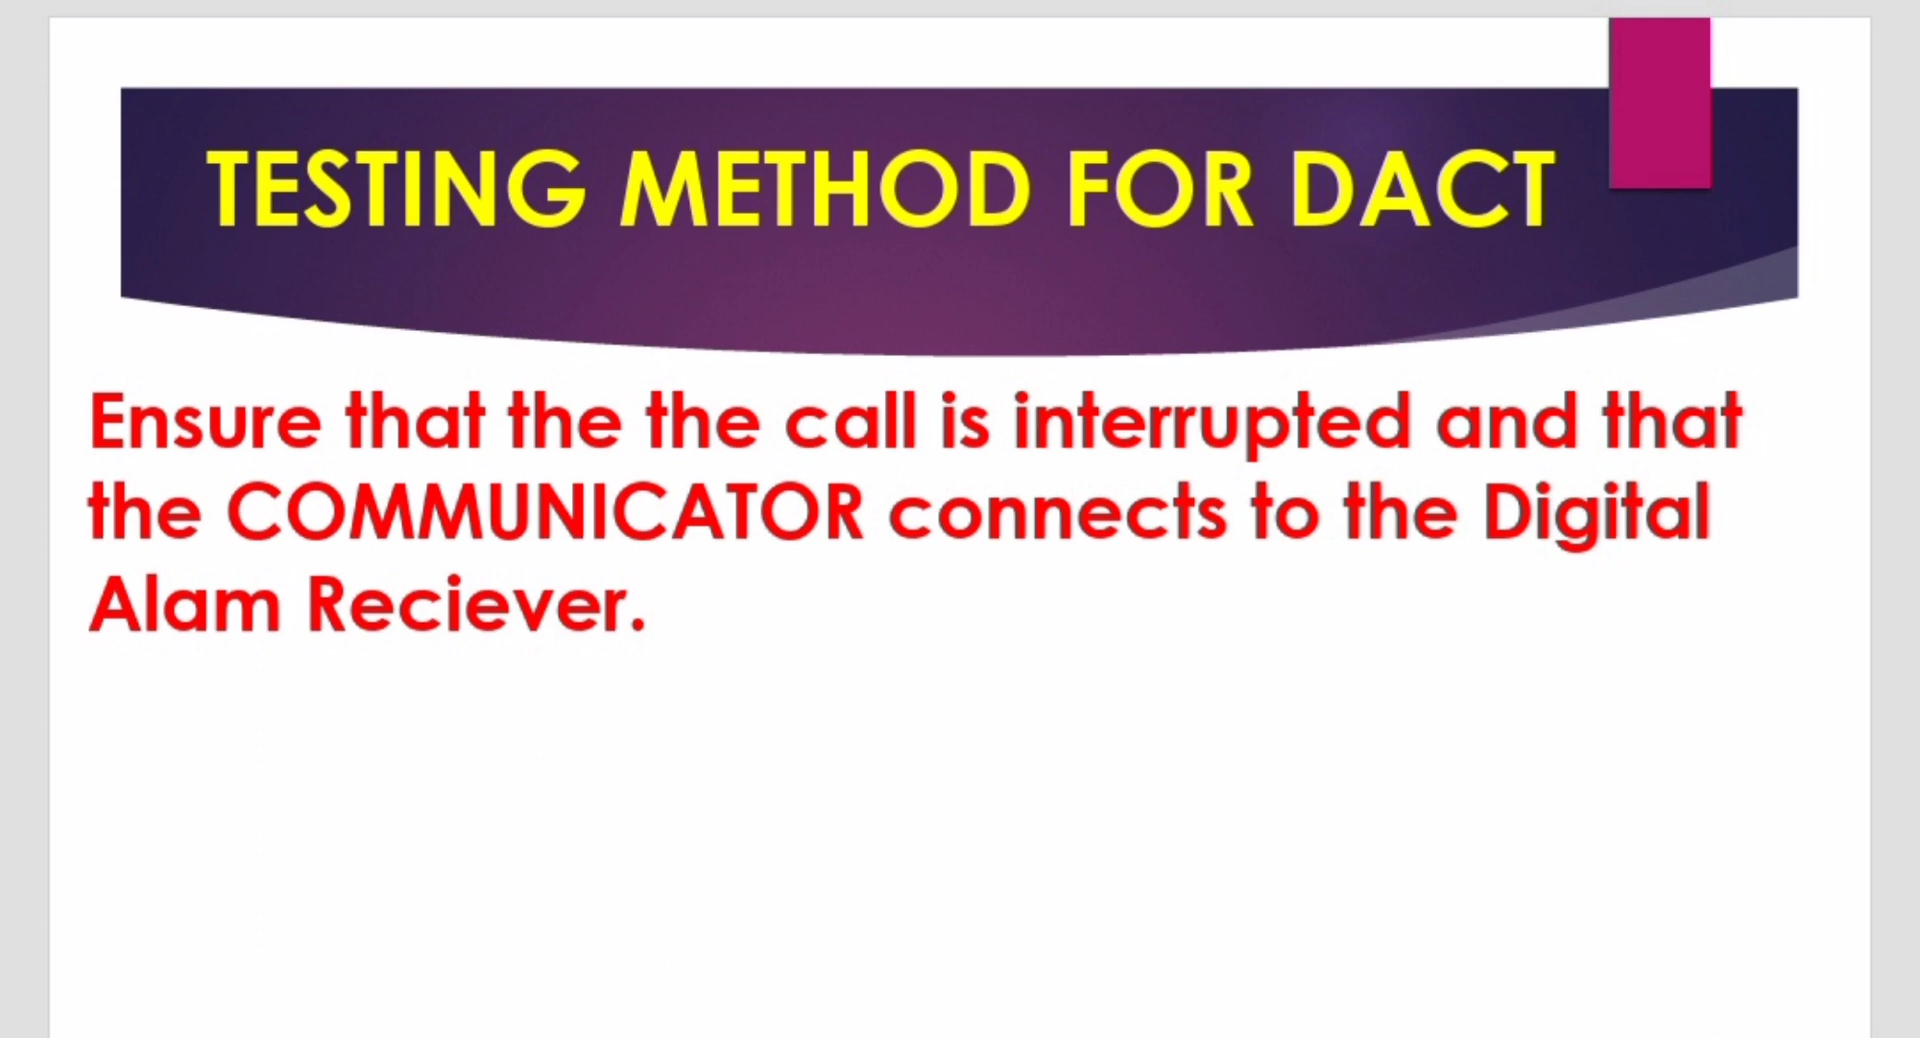 TESTING METHOD FOR DACT
Ensure that the the call is interrupted and that
the COMMUNICATOR connects to the Digital
Alam Reciever.